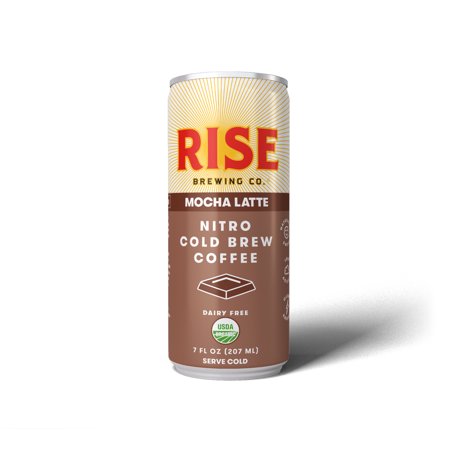 RISE
BREWING CO.
MOCHA LATTE
NITRO
COLD BREW
COFFEE
DAIRY FREE
USDA
ORGANIC
7 FL OZ (207 ML)
SERVE COLD